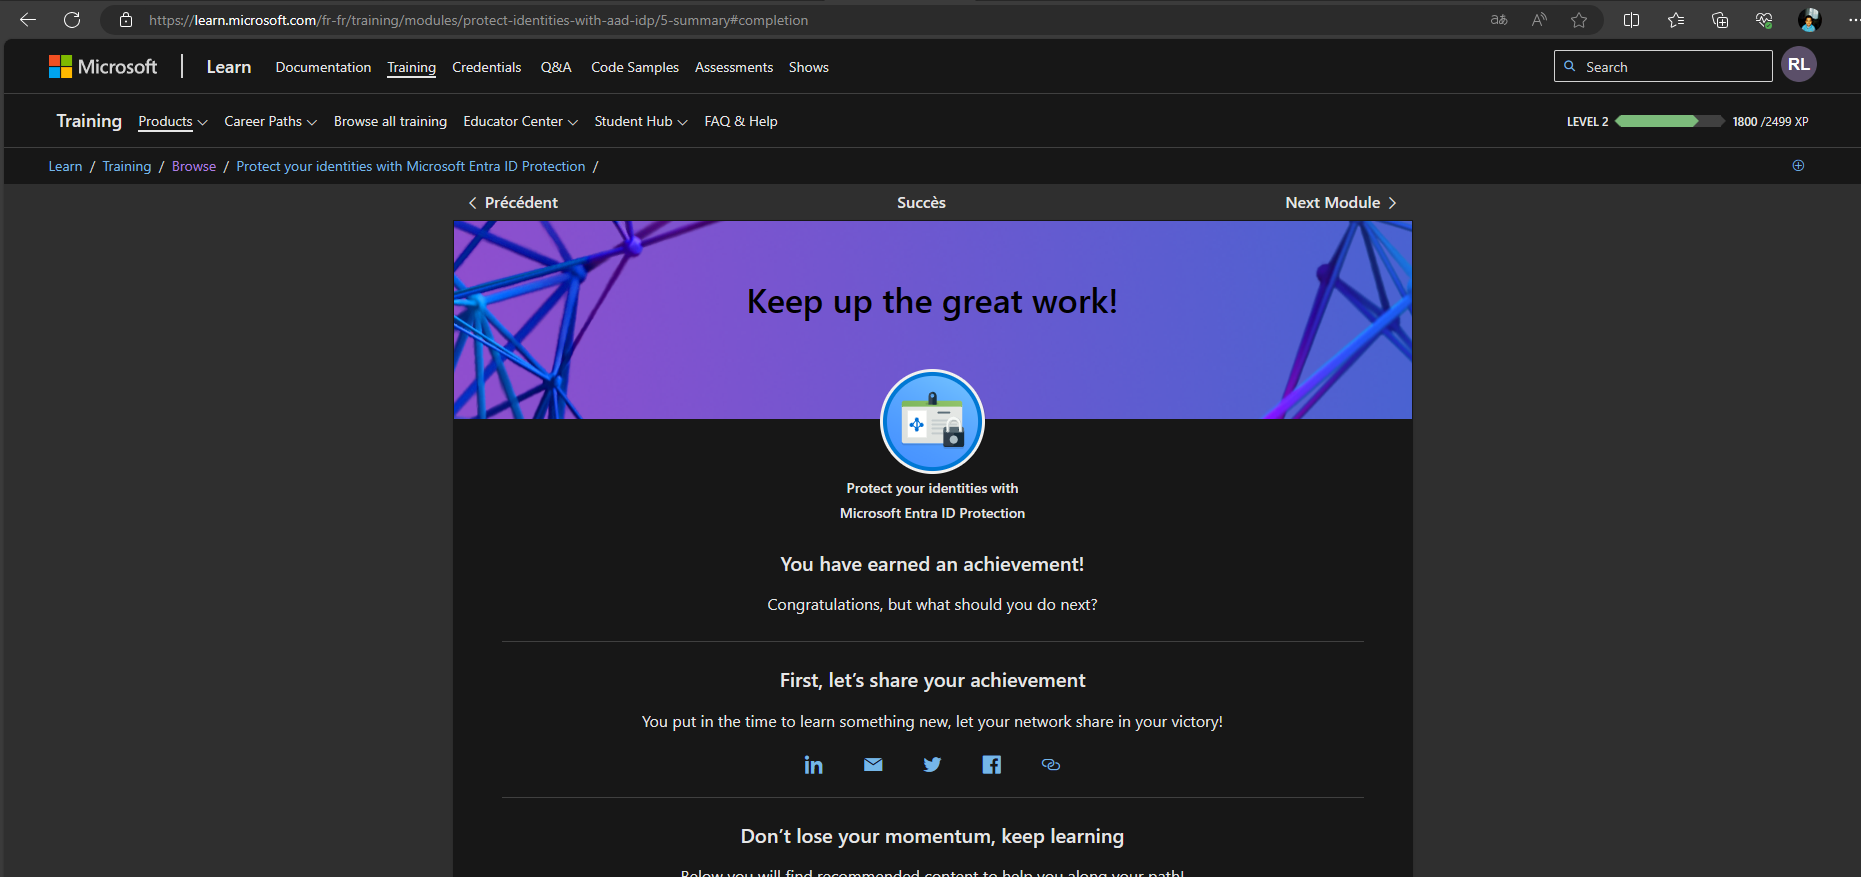 https://learn.microsoft.com/fr-fr/training/modules/protect-identities-with-aad-idp/5-summary#completion
Microsoft Learn Documentation Training Credentials Q&A Code Samples Assessments Shows Search RL
Training Products Career Paths Browse all training Educator Center Student Hub FAQ & Help LEVEL 2 1800 /2499 XP
Learn / Training / Browse / Protect your identities with Microsoft Entra ID Protection /
Précédent Succès Next Module
Keep up the great work!
Protect your identities with
Microsoft Entra ID Protection
You have earned an achievement!
Congratulations, but what should you do next?
First, let’s share your achievement
You put in the time to learn something new, let your network share in your victory!
Don’t lose your momentum, keep learning
Below you will find recommended content to help you along your path!